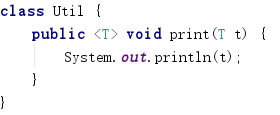 class Util {
    public <T> void print(T t) {
        System.out.println(t);
    }
}